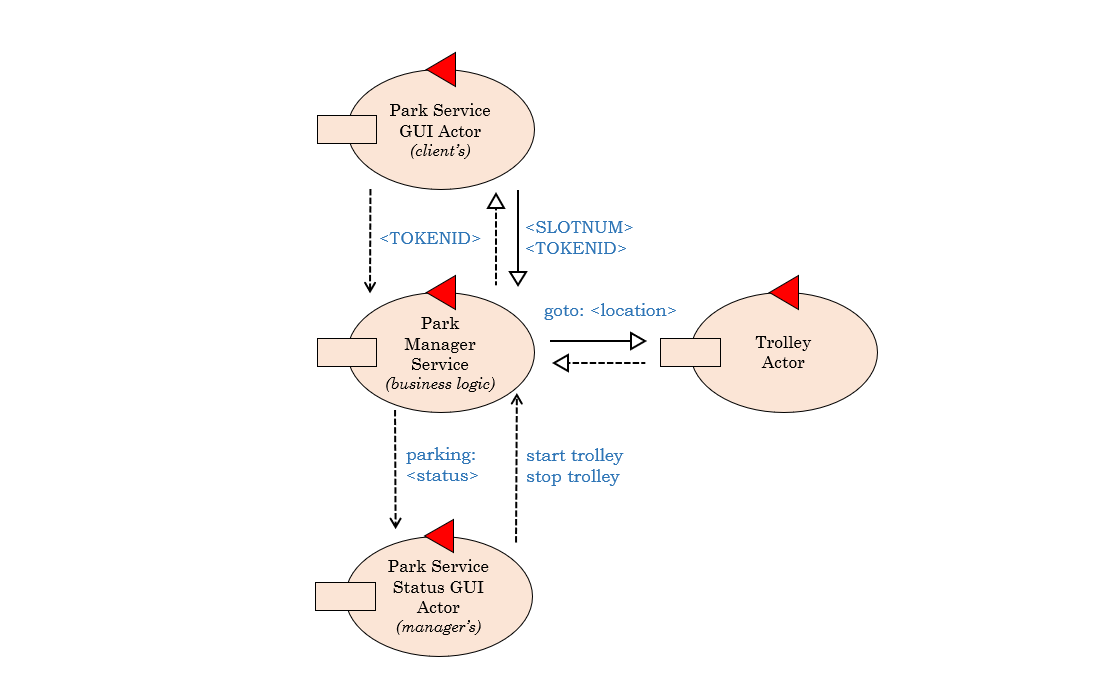 Park Service
GUI Actor
(client's)
<TOKENID>
<SLOTNUM>
<TOKENID>
goto: <location>
Park
Manager
Service
(business logic)
Trolley
Actor
parking:
<status>
start trolley
stop trolley
Park Service
Status GUI
Actor
(manager's)